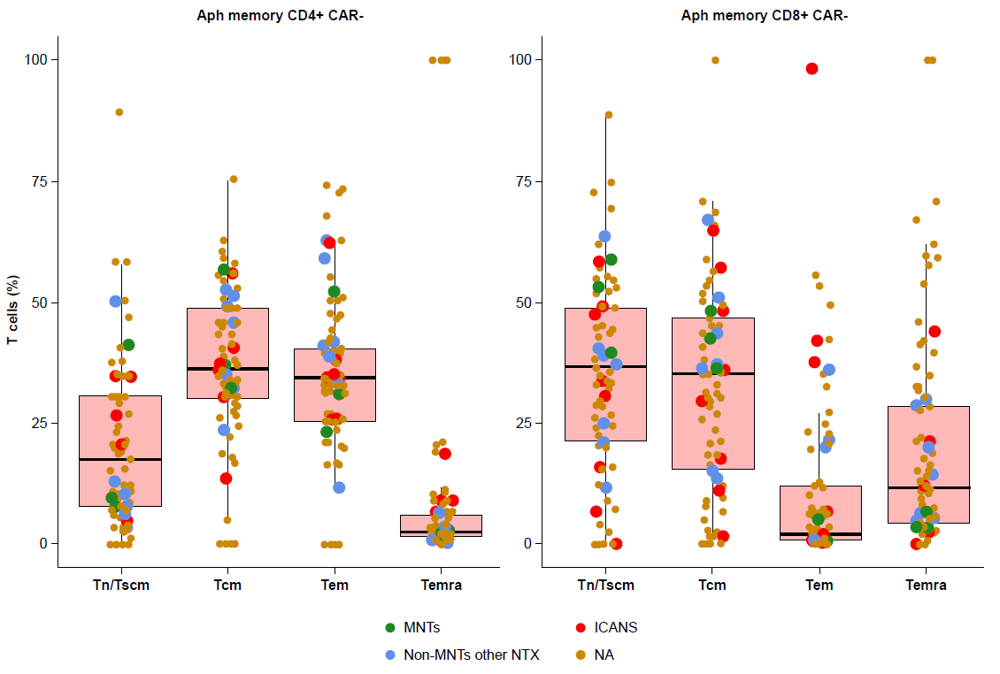 Aph memory CD4+ CAR-
Aph memory CD8+ CAR-
T cells (%)
100
75
50
25
0
100
75
50
25
0
Tn/Tscm Tcm Tem Temra
Tn/Tscm Tcm Tem Temra
MNTs ICANS
Non-MNTs other NTX NA